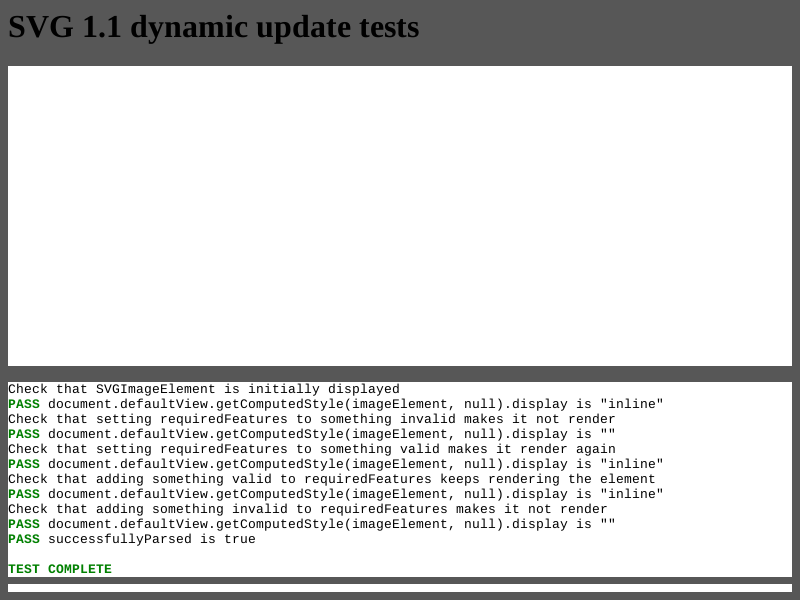 SVG 1.1 dynamic update tests
Check that SVGImageElement is initially displayed
PASS document.defaultView.getComputedStyle(imageElement, null).display is "inline"
Check that setting requiredFeatures to something invalid makes it not render
PASS document.defaultView.getComputedStyle(imageElement, null).display is ""
Check that setting requiredFeatures to something valid makes it render again
PASS document.defaultView.getComputedStyle(imageElement, null).display is "inline"
Check that adding something valid to requiredFeatures keeps rendering the element
PASS document.defaultView.getComputedStyle(imageElement, null).display is "inline"
Check that adding something invalid to requiredFeatures makes it not render
PASS document.defaultView.getComputedStyle(imageElement, null).display is ""
PASS successfullyParsed is true
TEST COMPLETE